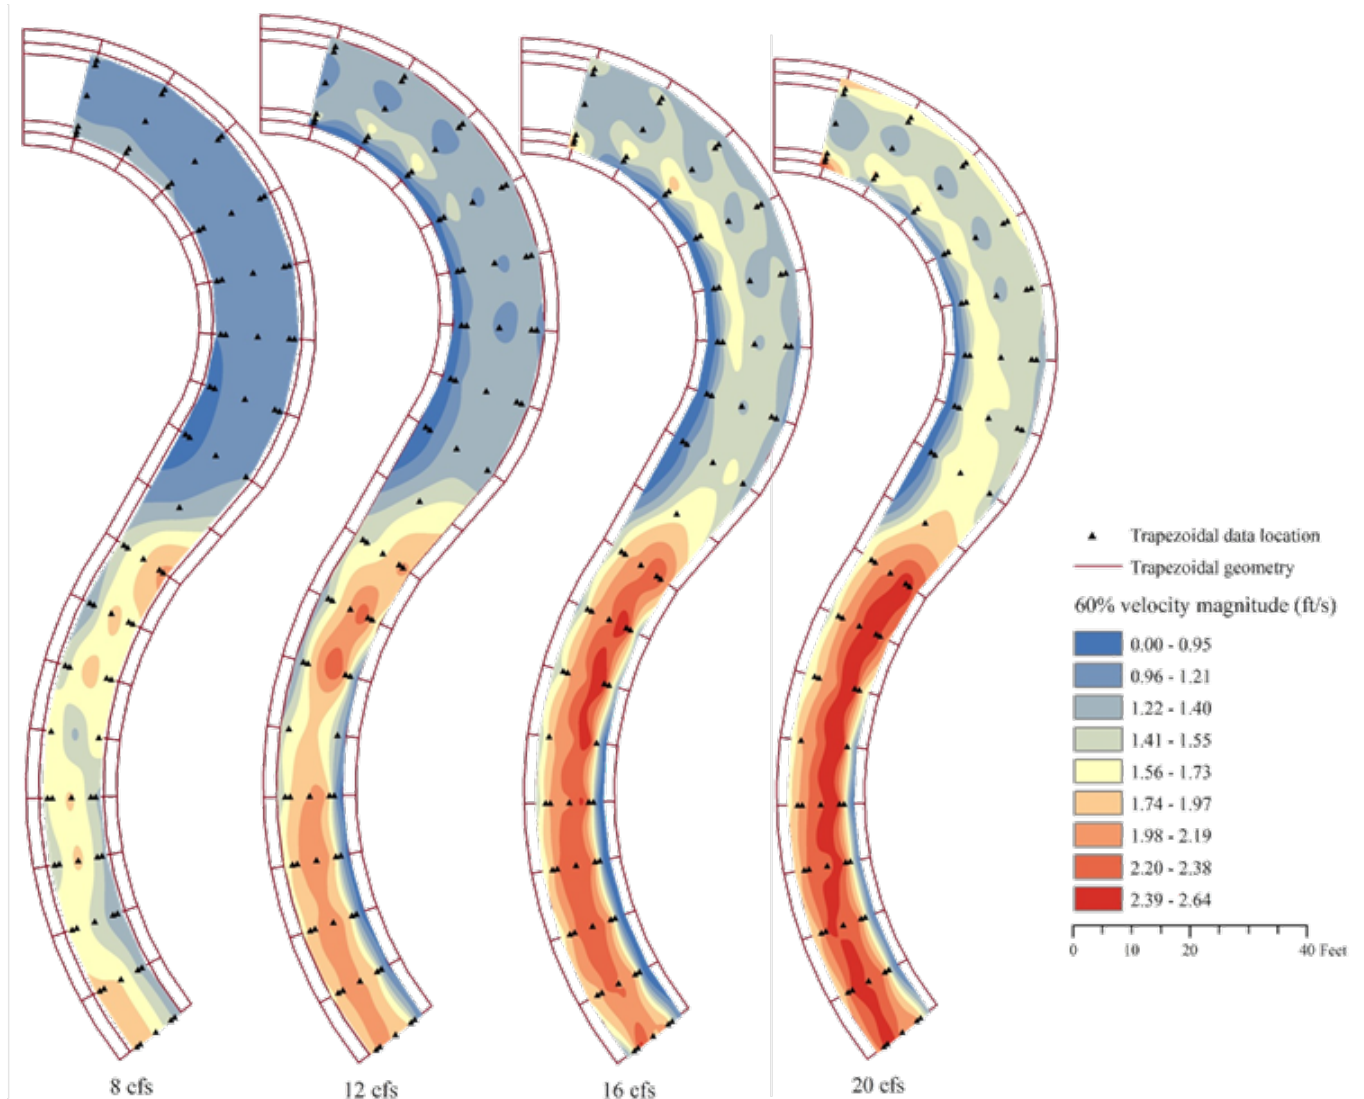 Trapezoidal data location
Trapezoidal geometry
60% velocity magnitude (ft/s)
0.00 - 0.95
0.96 - 1.21
1.22 - 1.40
1.41 - 1.55
1.56 - 1.73
1.74 - 1.97
1.98 - 2.19
2.20 - 2.38
2.39 - 2.64
0 10 20 40 Feet
8 cfs 12 cfs 16 cfs 20 cfs